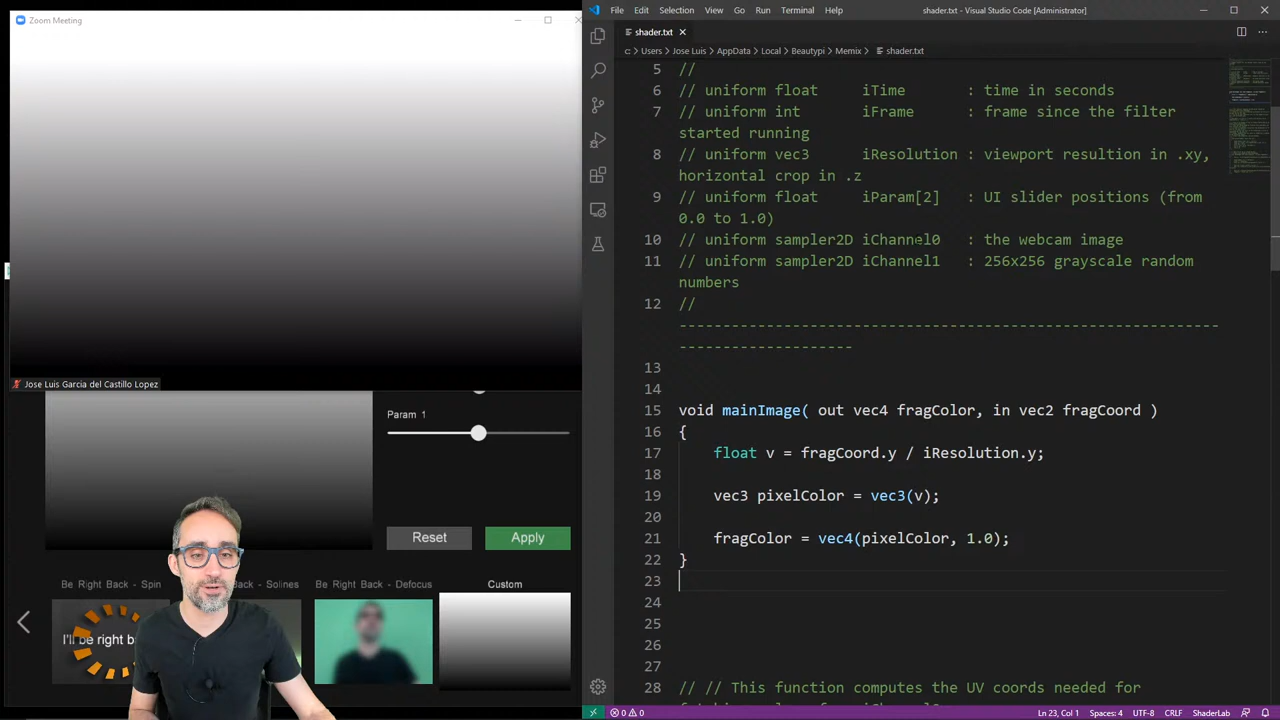 Zoom Meeting
Jose Luis Garcia del Castillo Lopez
Param 1
Reset
Apply
Be Right Back - Spin
Back - Solines
Be Right Back - Defocus
Custom
I'll be right b
File Edit Selection View Go Run Terminal Help
shader.txt - Visual Studio Code [Administrator]
shader.txt
c: > Users > Jose Luis > AppData > Local > Beautypi > Memix > shader.txt
5 //
6 // uniform float iTime : time in seconds
7 // uniform int iFrame : frame since the filter
started running
8 // uniform vec3 iResolution : viewport resultion in .xy,
horizontal crop in .z
9 // uniform float iParam[2] : UI slider positions (from
0.0 to 1.0)
10 // uniform sampler2D iChannel0 : the webcam image
11 // uniform sampler2D iChannel1 : 256x256 grayscale random
numbers
12 //
--------------------------------------------------------------
--------------------
13
14
15 void mainImage( out vec4 fragColor, in vec2 fragCoord )
16 {
17 float v = fragCoord.y / iResolution.y;
18
19 vec3 pixelColor = vec3(v);
20
21 fragColor = vec4(pixelColor, 1.0);
22 }
23
24
25
26
27
28 // // This function computes the UV coords needed for
0 0
Ln 23, Col 1 Spaces: 4 UTF-8 CRLF ShaderLab